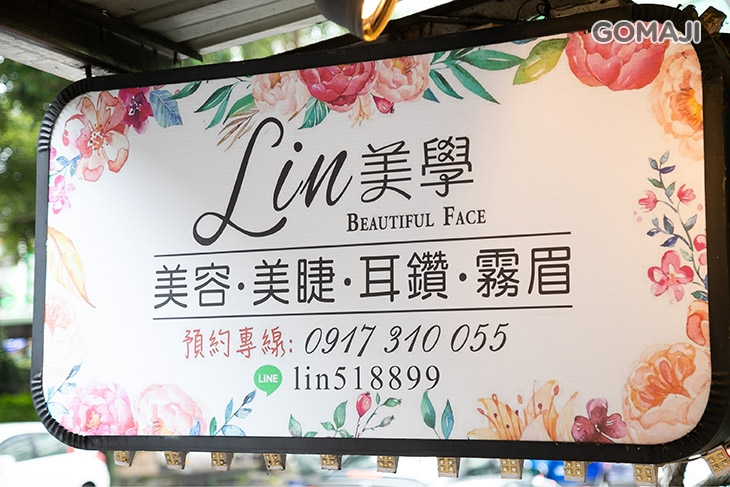 GOMAJI
Lin美學
BEAUTIFUL FACE
美容·美睫·耳鑽·霧眉
預約專線: 0917 310 055
LINE lin518899